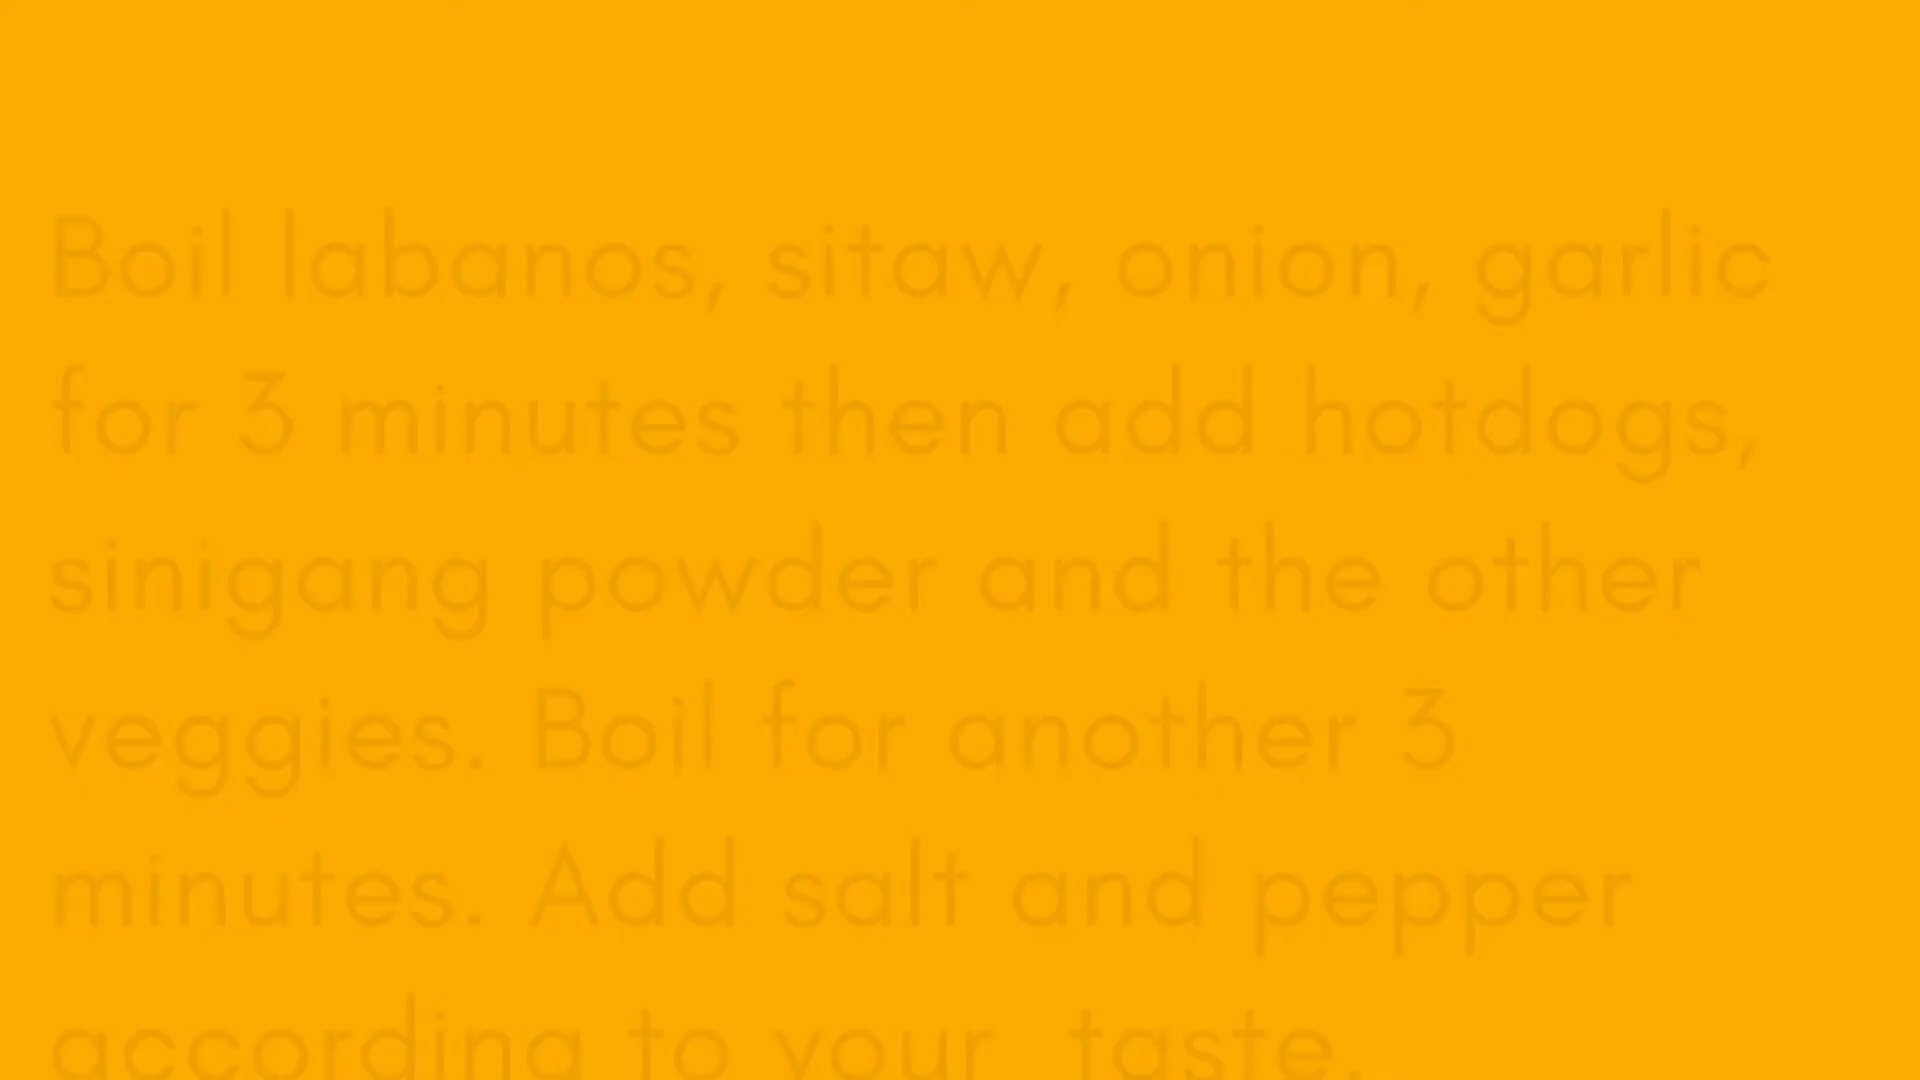 Boil labanos, sitaw, onion, garlic
for 3 minutes then add hotdogs,
sinigang powder and the other
veggies. Boil for another 3
minutes. Add salt and pepper
according to your taste.